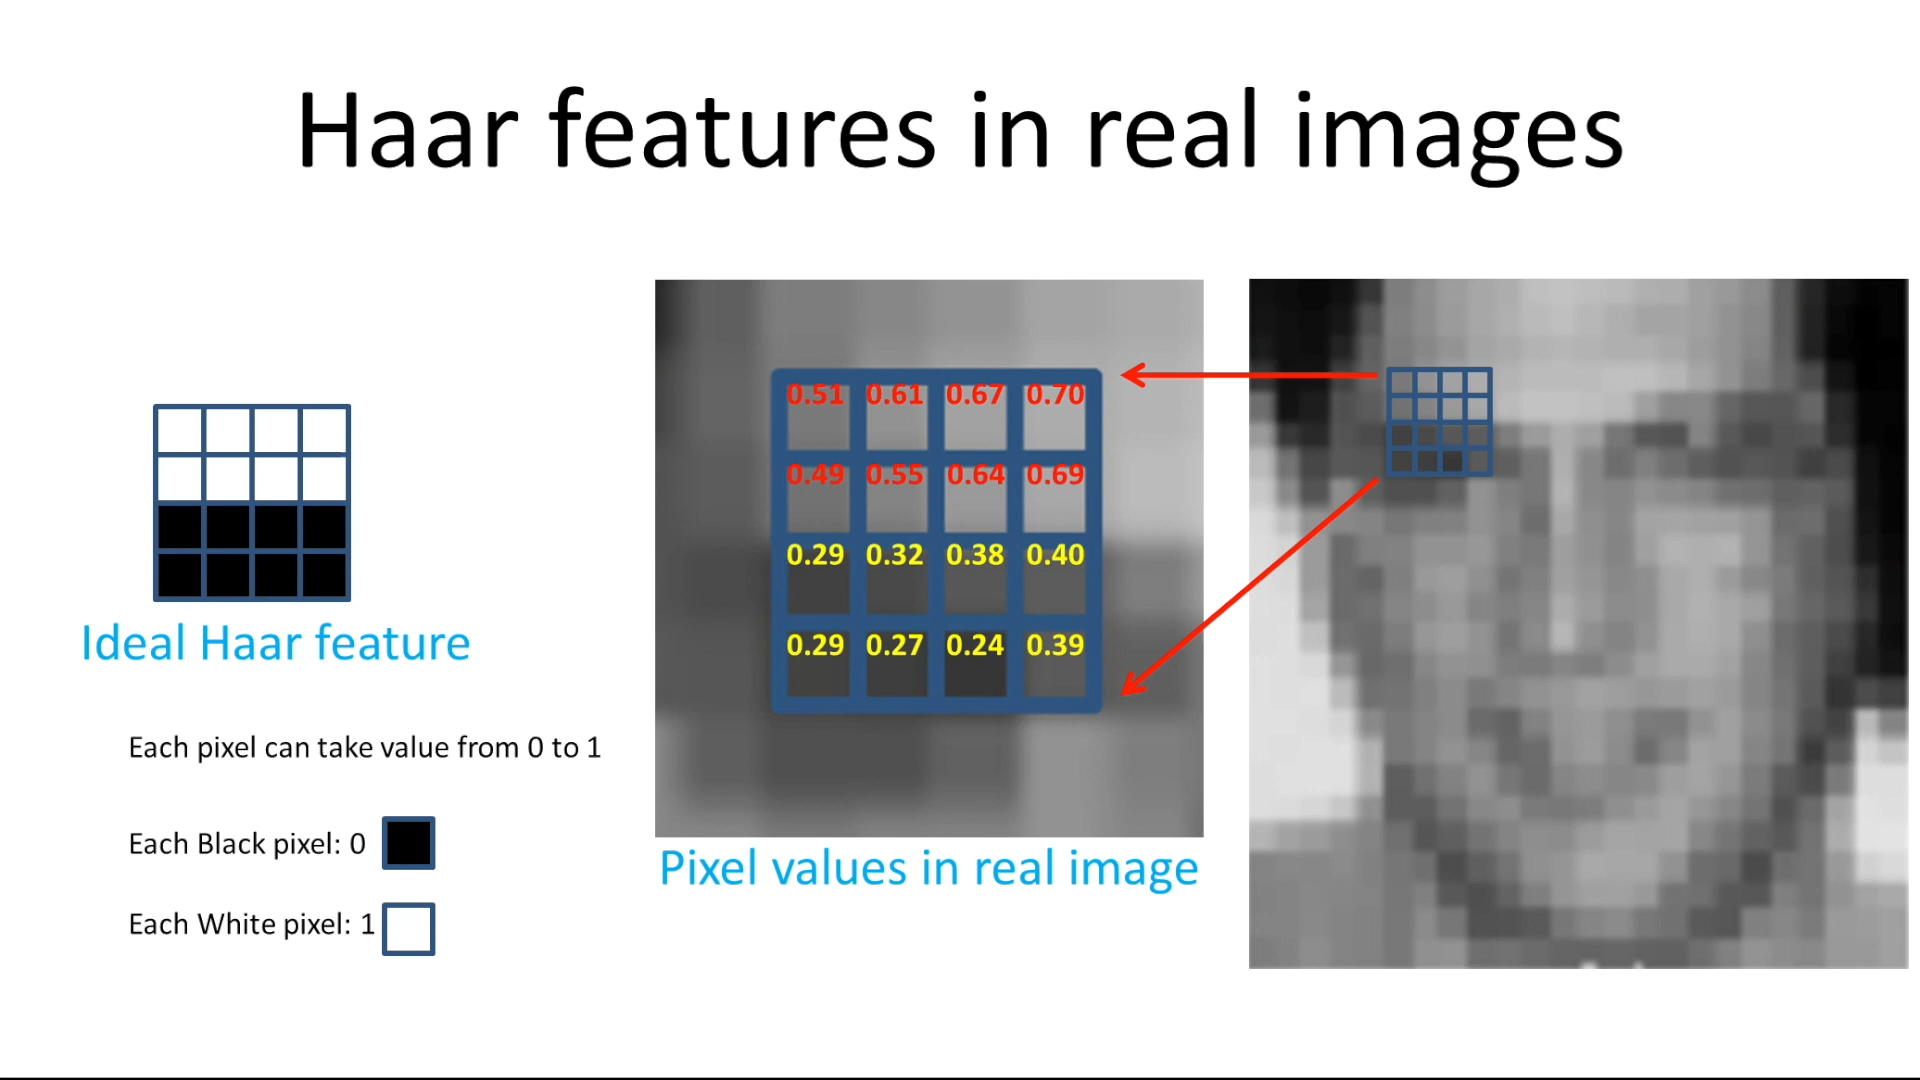 Haar features in real images
0.51 0.61 0.67 0.70
0.49 0.55 0.64 0.69
0.29 0.32 0.38 0.40
0.29 0.27 0.24 0.39
Ideal Haar feature
Each pixel can take value from 0 to 1
Each Black pixel: 0
Each White pixel: 1
Pixel values in real image